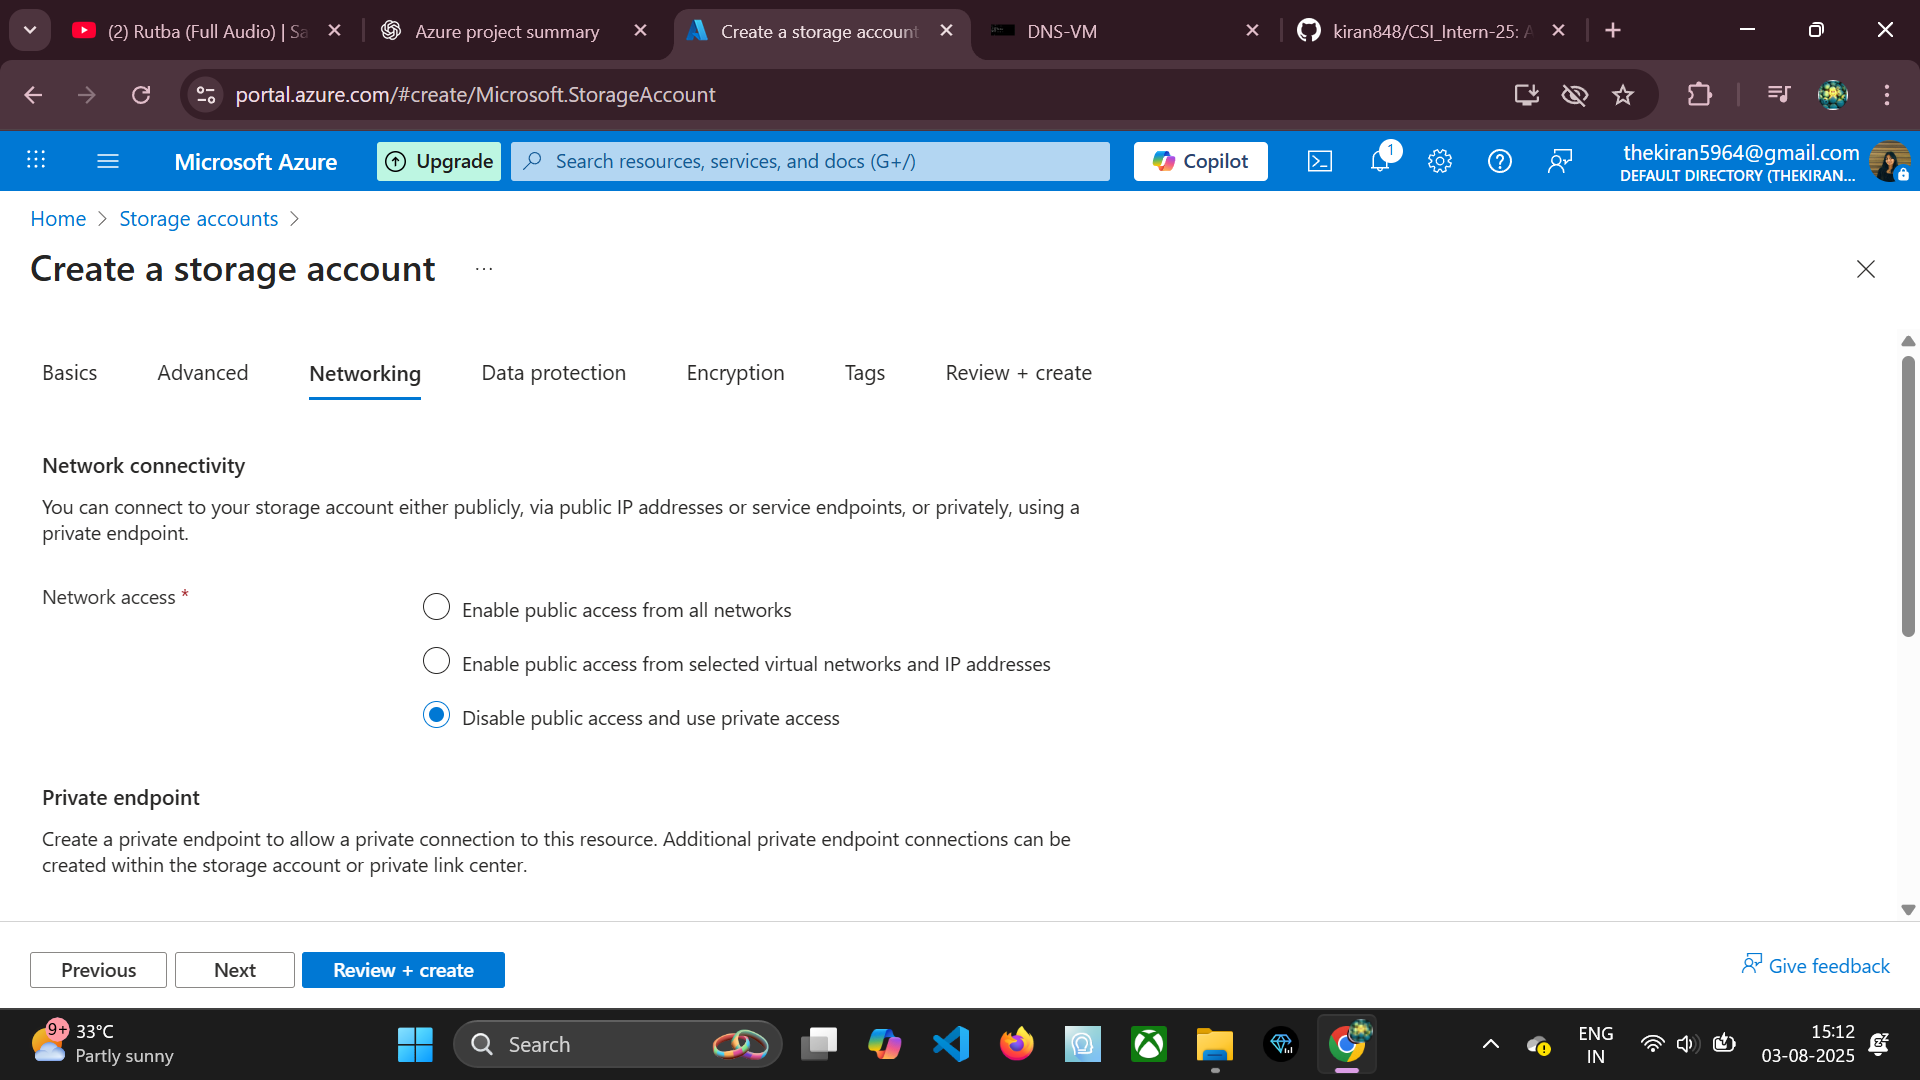 (2) Rutba (Full Audio) | Sa
Azure project summary
Create a storage account
DNS-VM
kiran848/CSI_Intern-25: A
portal.azure.com/#create/Microsoft.StorageAccount
Microsoft Azure
Upgrade
Search resources, services, and docs (G+/)
Copilot
1
thekiran5964@gmail.com
DEFAULT DIRECTORY (THEKIRAN...
Home
Storage accounts
Create a storage account
...
Basics
Advanced
Networking
Data protection
Encryption
Tags
Review + create
Network connectivity
You can connect to your storage account either publicly, via public IP addresses or service endpoints, or privately, using a
private endpoint.
Network access *
Enable public access from all networks
Enable public access from selected virtual networks and IP addresses
Disable public access and use private access
Private endpoint
Create a private endpoint to allow a private connection to this resource. Additional private endpoint connections can be
created within the storage account or private link center.
Previous
Next
Review + create
Give feedback
9+
33°C
Partly sunny
Search
ENG
IN
15:12
03-08-2025